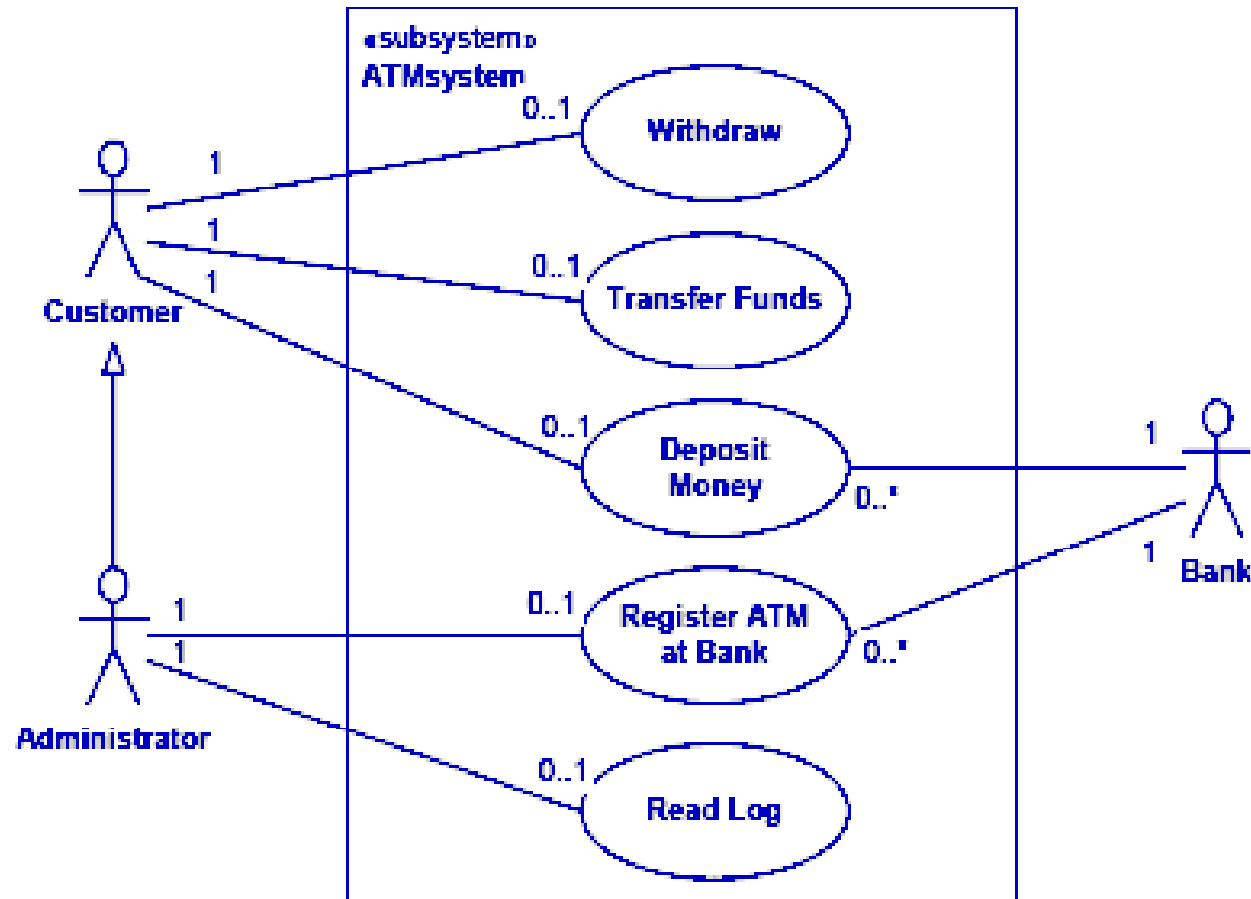 «subsystem»
ATMsystem
0..1
Withdraw
1
1
0..1
Transfer Funds
1
Customer
0..1
Deposit
Money
1
0..*
1
Bank
1
0..1
Register ATM
at Bank
0..*
1
Administrator
0..1
Read Log